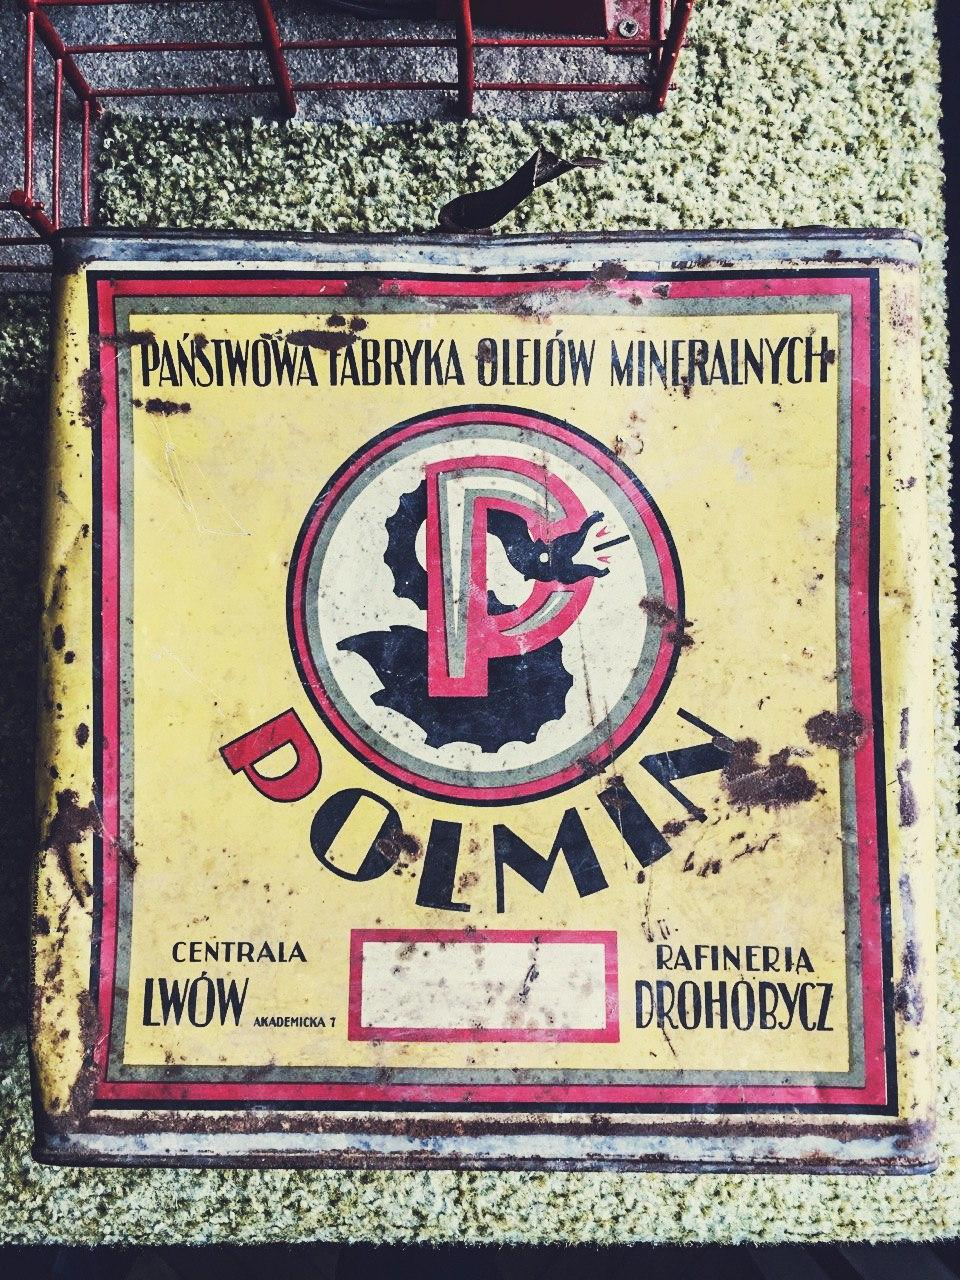 PAŃSTWOWA FABRYKA OLEJÓW MINERALNYCH
P
POLMIN
CENTRALA
LWÓW AKADEMICKA 7
RAFINERIA
DROHOBYCZ